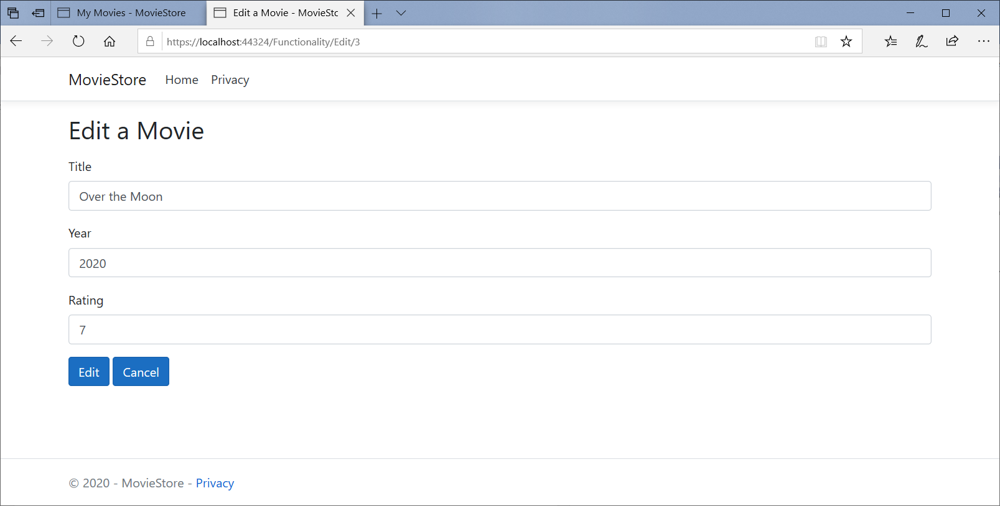 My Movies - MovieStore
Edit a Movie - MovieStc
https://localhost:44324/Functionality/Edit/3
MovieStore Home Privacy
Edit a Movie
Title
Over the Moon
Year
2020
Rating
7
Edit Cancel
© 2020 - MovieStore - Privacy